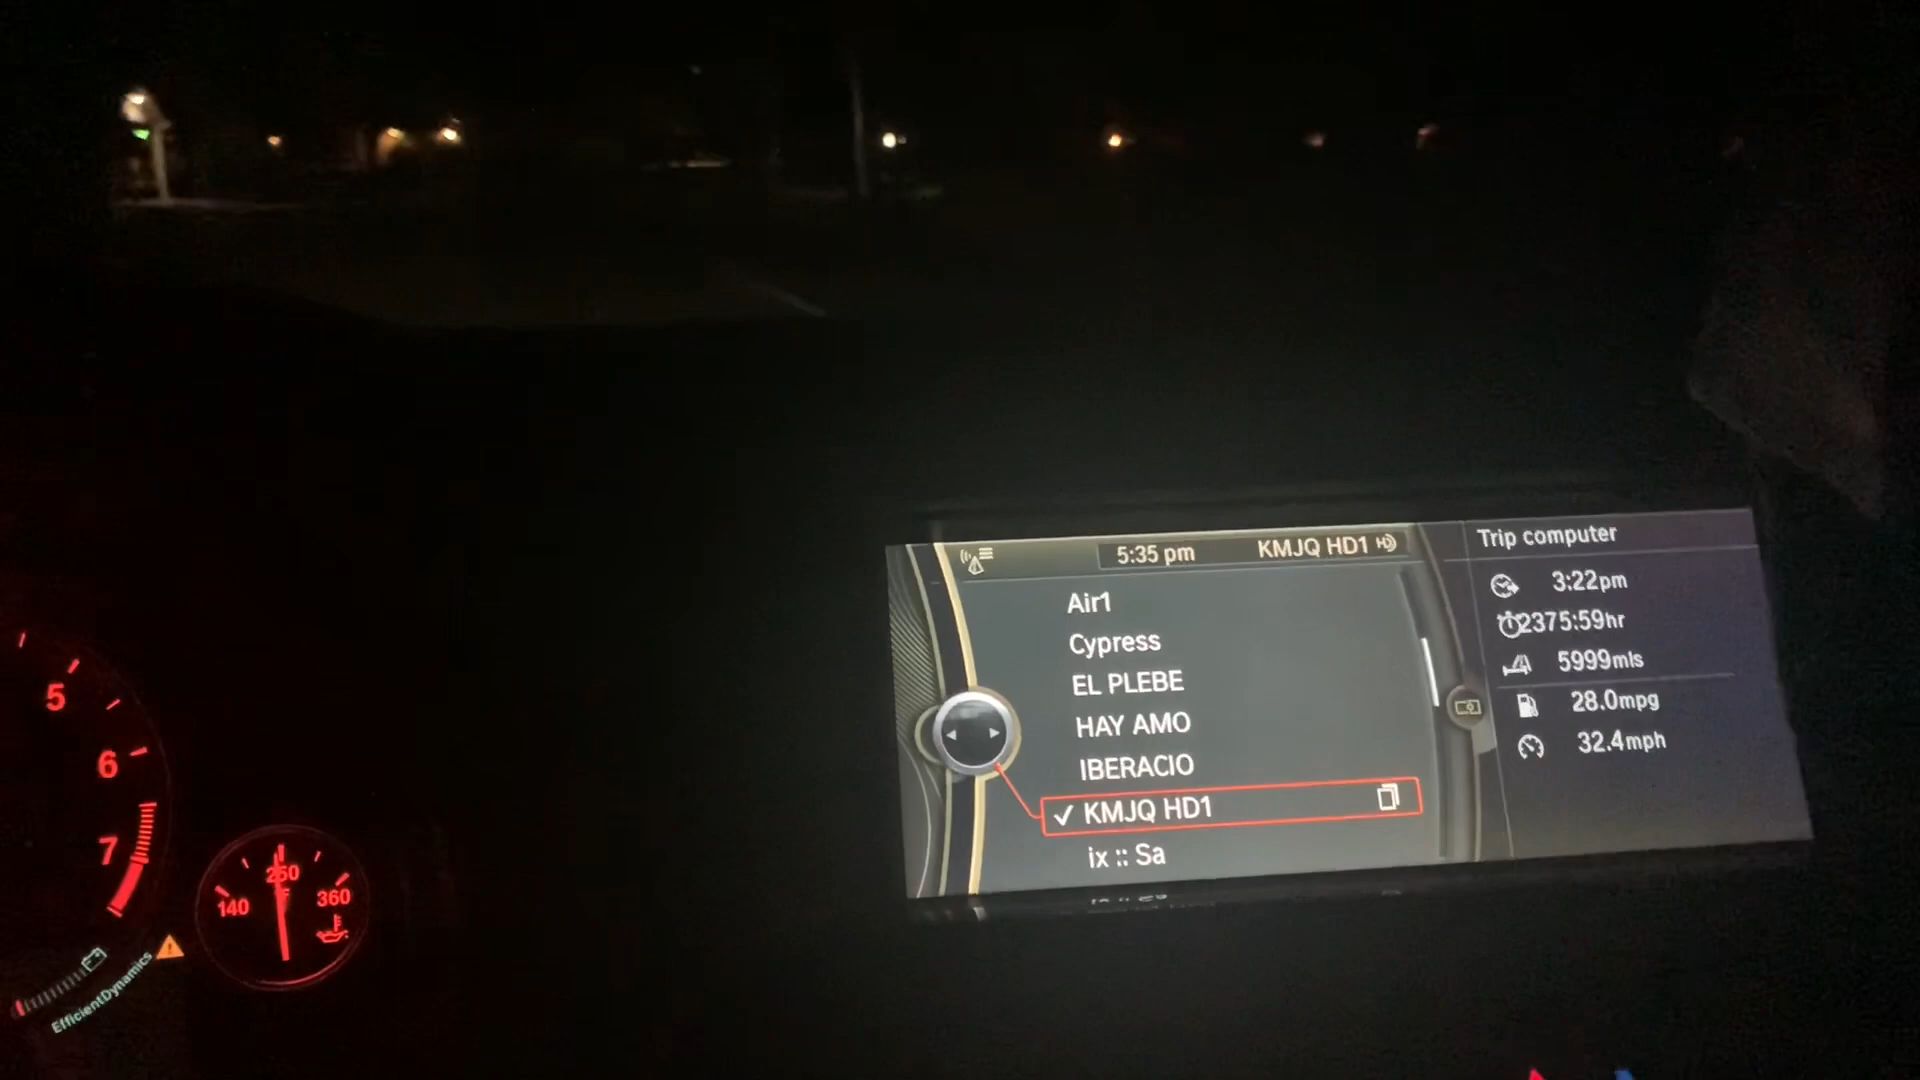 5:35 pm
KMJQ HD1
Air1
Cypress
EL PLEBE
HAY AMO
IBERACIO
✓ KMJQ HD1
ix :: Sa
Trip computer
3:22pm
2375:59hr
5999mls
28.0mpg
32.4mph
5
6
7
140
250
360
EfficientDynamics